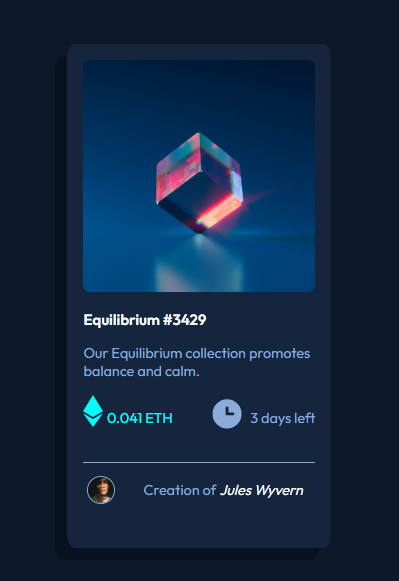 Equilibrium #3429
Our Equilibrium collection promotes
balance and calm.
0.041 ETH 3 days left
Creation of Jules Wyvern